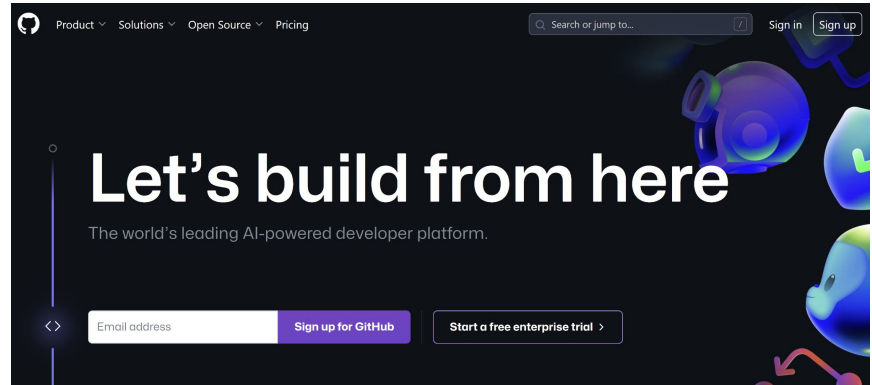 Product Solutions Open Source Pricing Search or jump to... / Sign in Sign up
Let's build from here
The world's leading AI-powered developer platform.
Email address Sign up for GitHub Start a free enterprise trial